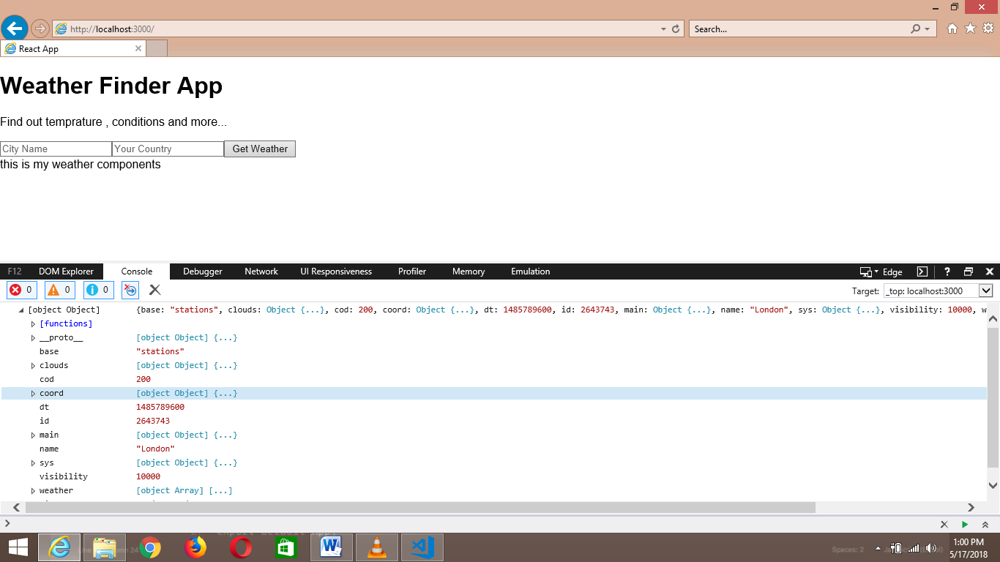 http://localhost:3000/
Search...
React App
Weather Finder App
Find out temprature , conditions and more...
City Name Your Country Get Weather
this is my weather components
F12 DOM Explorer Console Debugger Network UI Responsiveness Profiler Memory Emulation Edge ?
0 0 0 Target: _top: localhost:3000
[object Object] {base: "stations", clouds: Object {...}, cod: 200, coord: Object {...}, dt: 1485789600, id: 2643743, main: Object {...}, name: "London", sys: Object {...}, visibility: 10000, w
[functions]
__proto__ [object Object] {...}
base "stations"
clouds [object Object] {...}
cod 200
coord [object Object] {...}
dt 1485789600
id 2643743
main [object Object] {...}
name "London"
sys [object Object] {...}
visibility 10000
weather [object Array] [...]
export default App;
1:00 PM
Spaces: 2
5/17/2018